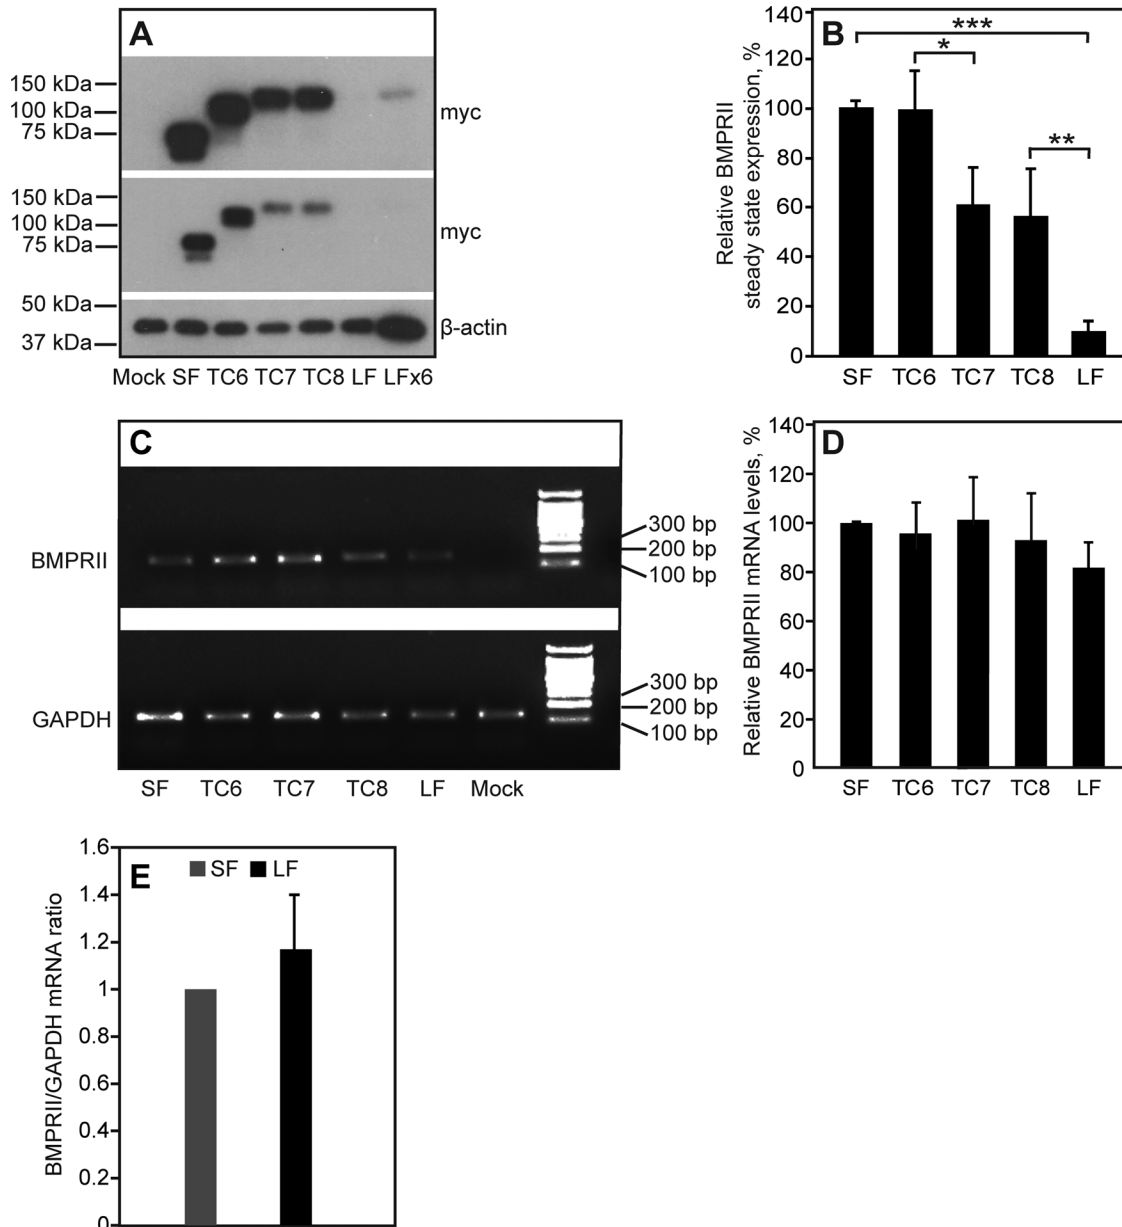 A
150 kDa
100 kDa
75 kDa
myc
150 kDa
100 kDa
75 kDa
myc
50 kDa
37 kDa
β-actin
Mock SF TC6 TC7 TC8 LF LFx6
B
Relative BMPRII
steady state expression, %
140
120
100
80
60
40
20
0
***
*
**
SF TC6 TC7 TC8 LF
C
BMPRII
300 bp
200 bp
100 bp
GAPDH
300 bp
200 bp
100 bp
SF TC6 TC7 TC8 LF Mock
D
Relative BMPRII mRNA levels, %
140
120
100
80
60
40
20
0
SF TC6 TC7 TC8 LF
E
SF LF
BMPRII/GAPDH mRNA ratio
1.6
1.4
1.2
1
0.8
0.6
0.4
0.2
0